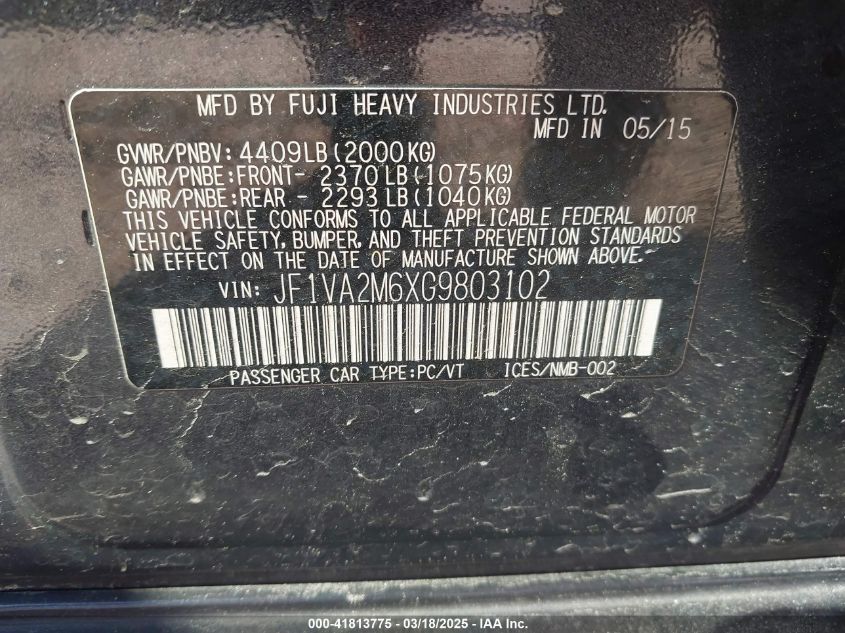 MFD BY FUJI HEAVY INDUSTRIES LTD.
MFD IN 05/15
GVWR/PNBV: 4409LB(2000KG)
GAWR/PNBE:FRONT- 2370LB(1075KG)
GAWR/PNBE:REAR - 2293LB(1040KG)
THIS VEHICLE CONFORMS TO ALL APPLICABLE FEDERAL MOTOR
VEHICLE SAFETY, BUMPER, AND THEFT PREVENTION STANDARDS
IN EFFECT ON THE DATE OF MANUFACTURE SHOWN ABOVE.
VIN: JF1VA2M6XG9803102
PASSENGER CAR TYPE:PC/VT ICES/NMB-002
000-41813775 - 03/18/2025 - IAA Inc.